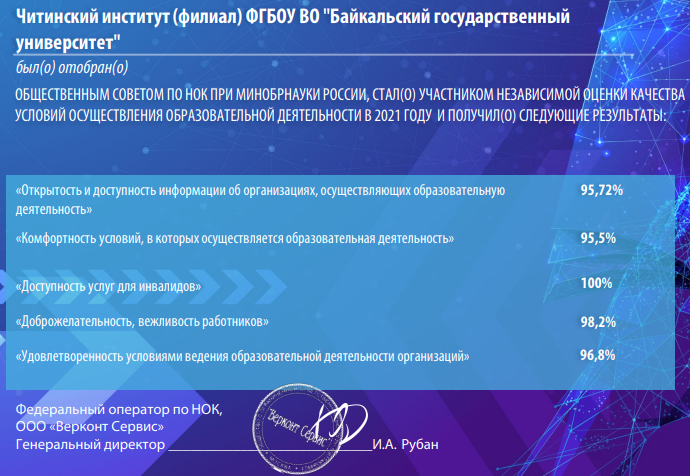 Читинский институт (филиал) ФГБОУ ВО "Байкальский государственный
университет"
был(о) отобран(о)
ОБЩЕСТВЕННЫМ СОВЕТОМ ПО НОК ПРИ МИНОБРНАУКИ РОССИИ, СТАЛ(О) УЧАСТНИКОМ НЕЗАВИСИМОЙ ОЦЕНКИ КАЧЕСТВА
УСЛОВИЙ ОСУЩЕСТВЛЕНИЯ ОБРАЗОВАТЕЛЬНОЙ ДЕЯТЕЛЬНОСТИ В 2021 ГОДУ И ПОЛУЧИЛ(О) СЛЕДУЮЩИЕ РЕЗУЛЬТАТЫ:
«Открытость и доступность информации об организациях, осуществляющих образовательную 95,72%
деятельность»
«Комфортность условий, в которых осуществляется образовательная деятельность» 95,5%
«Доступность услуг для инвалидов» 100%
«Доброжелательность, вежливость работников» 98,2%
«Удовлетворенность условиями ведения образовательной деятельности организаций» 96,8%
Федеральный оператор по НОК,
ООО «Верконт Сервис»
"Верконт Сервис"
Генеральный директор И.А. Рубан